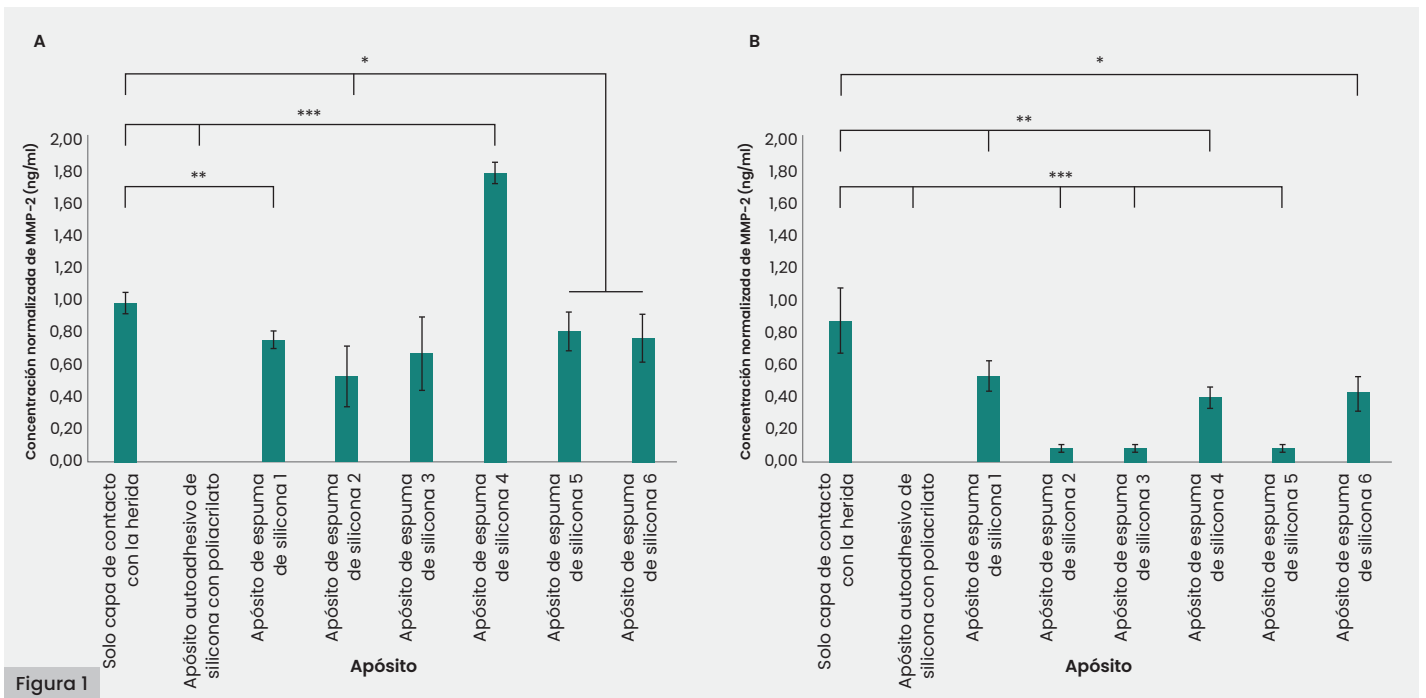 A
*
***
**
Concentración normalizada de MMP-2 (ng/ml)
2,00
1,80
1,60
1,40
1,20
1,00
0,80
0,60
0,40
0,20
0,00
Solo capa de contacto
con la herida
Apósito autoadhesivo de
silicona con poliacrilato
Apósito de espuma
de silicona 1
Apósito de espuma
de silicona 2
Apósito de espuma
de silicona 3
Apósito de espuma
de silicona 4
Apósito de espuma
de silicona 5
Apósito de espuma
de silicona 6
Apósito
B
*
**
***
Concentración normalizada de MMP-2 (ng/ml)
2,00
1,80
1,60
1,40
1,20
1,00
0,80
0,60
0,40
0,20
0,00
Solo capa de contacto
con la herida
Apósito autoadhesivo de
silicona con poliacrilato
Apósito de espuma
de silicona 1
Apósito de espuma
de silicona 2
Apósito de espuma
de silicona 3
Apósito de espuma
de silicona 4
Apósito de espuma
de silicona 5
Apósito de espuma
de silicona 6
Apósito
Figura 1